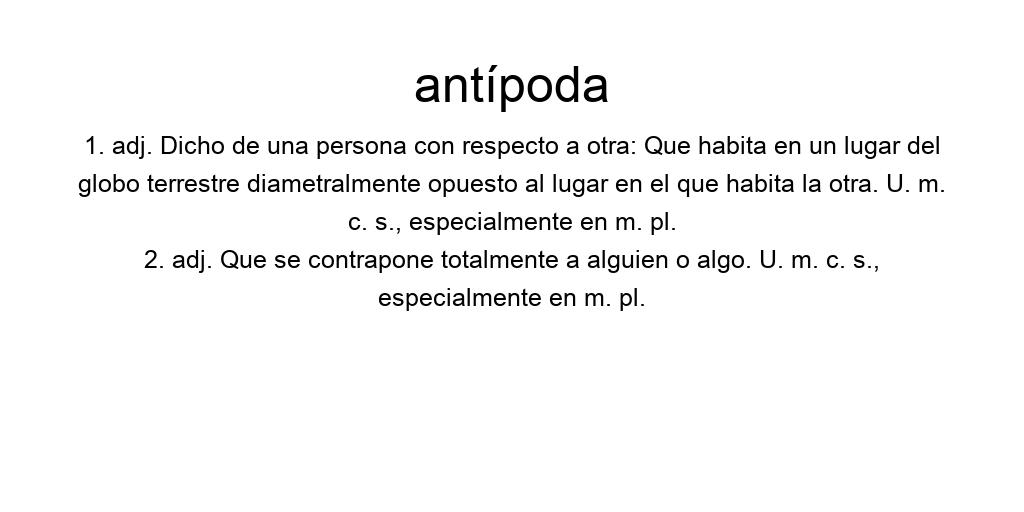 antípoda
1. adj. Dicho de una persona con respecto a otra: Que habita en un lugar del
globo terrestre diametralmente opuesto al lugar en el que habita la otra. U. m.
c. s., especialmente en m. pl.
2. adj. Que se contrapone totalmente a alguien o algo. U. m. c. s.,
especialmente en m. pl.